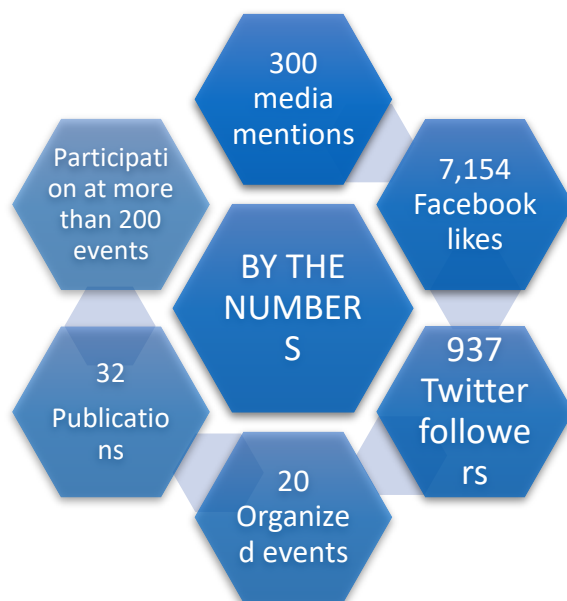 300
media
mentions
7,154
Facebook
likes
937
Twitter
followe
rs
20
Organize
d events
32
Publicatio
ns
Participati
on at more
than 200
events
BY THE
NUMBER
S